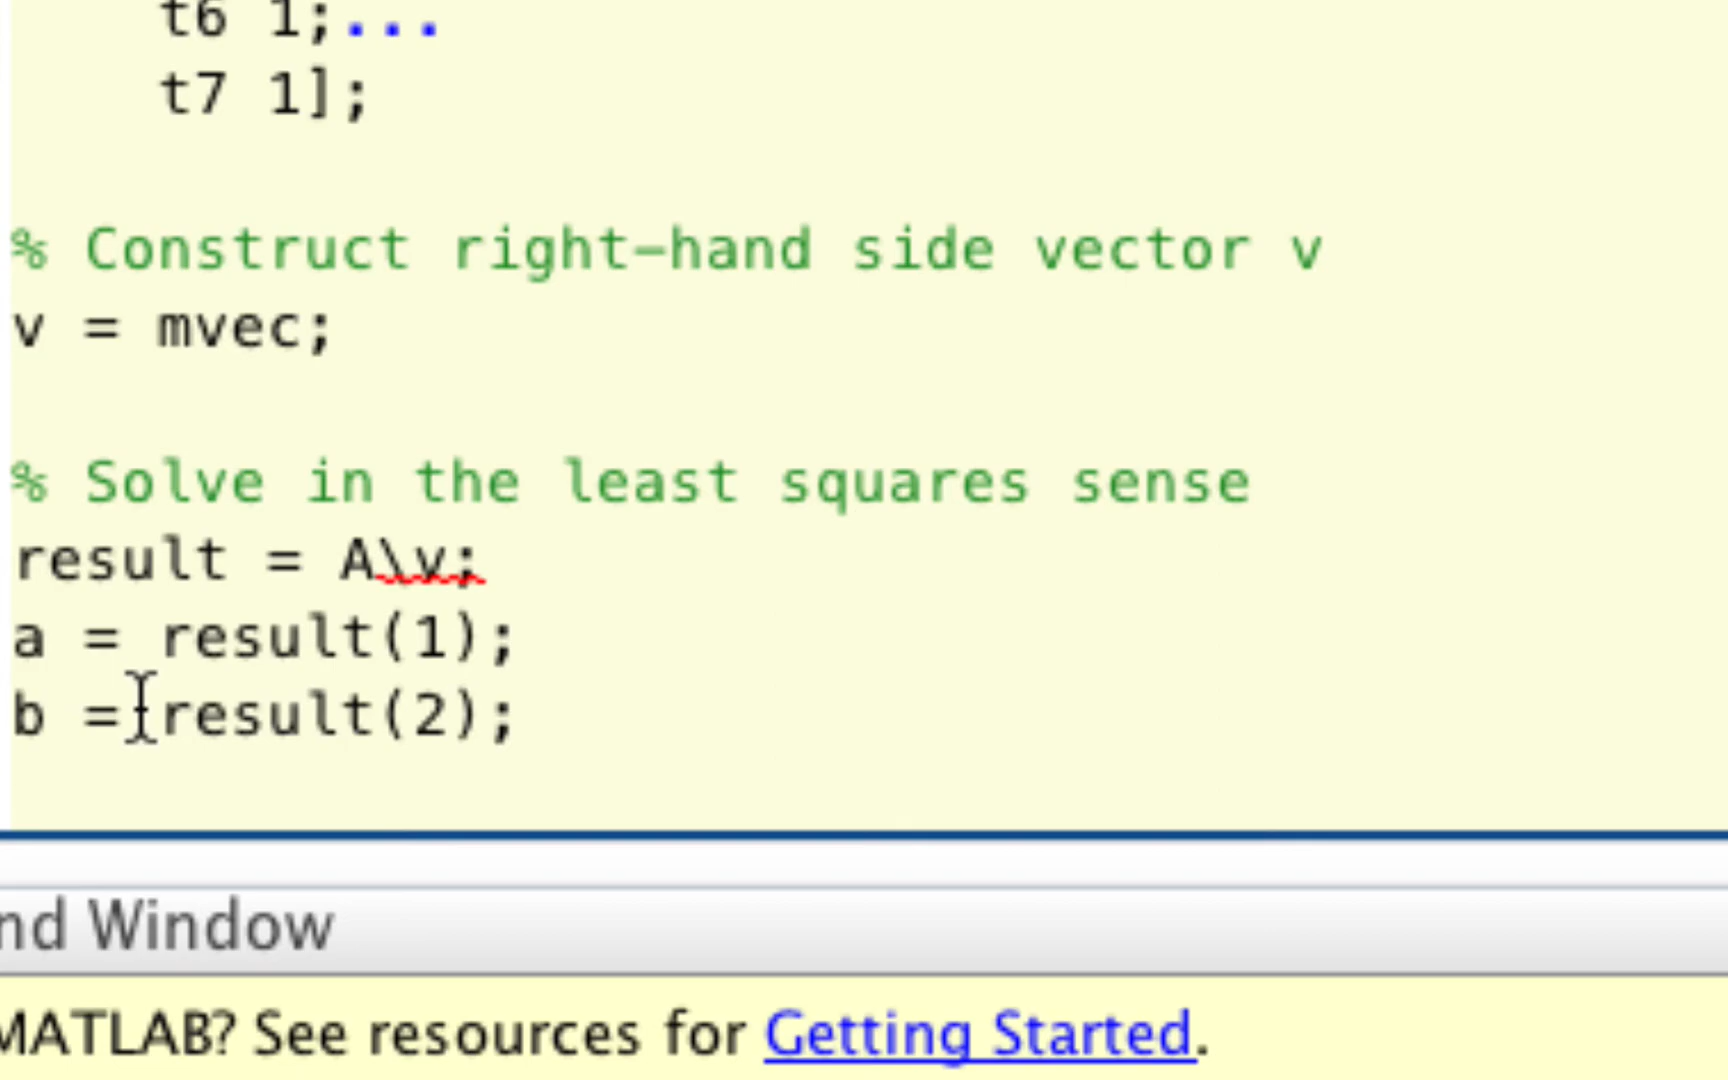 t6 1;...
t7 1];
% Construct right-hand side vector v
v = mvec;
% Solve in the least squares sense
result = A\v;
a = result(1);
b = result(2);
nd Window
MATLAB? See resources for Getting Started.